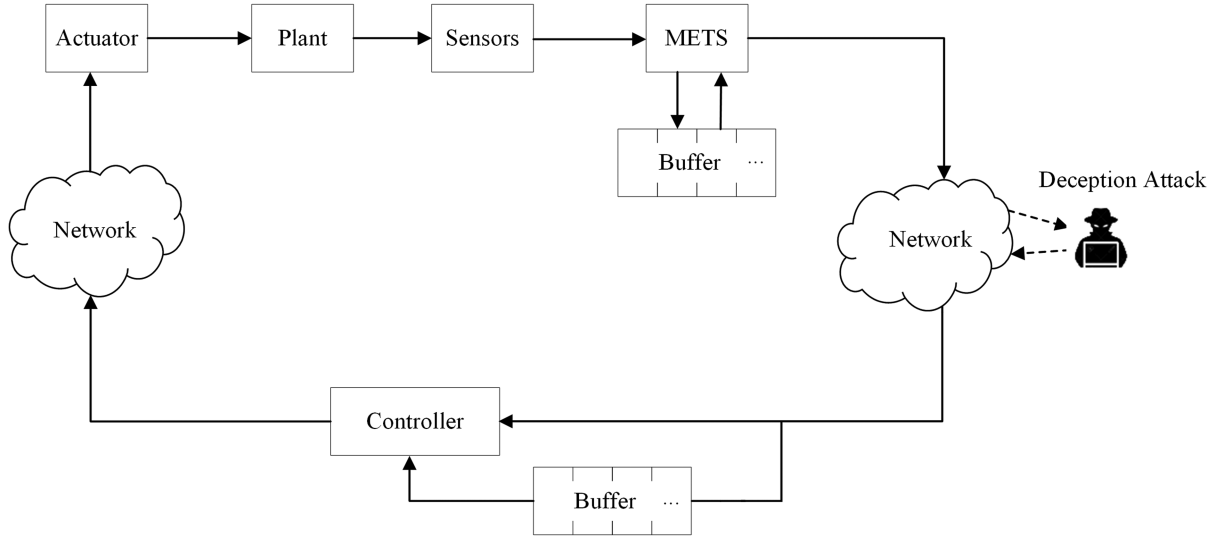 Actuator
Plant
Sensors
METS
Buffer ...
Deception Attack
Network
Network
Controller
Buffer ...